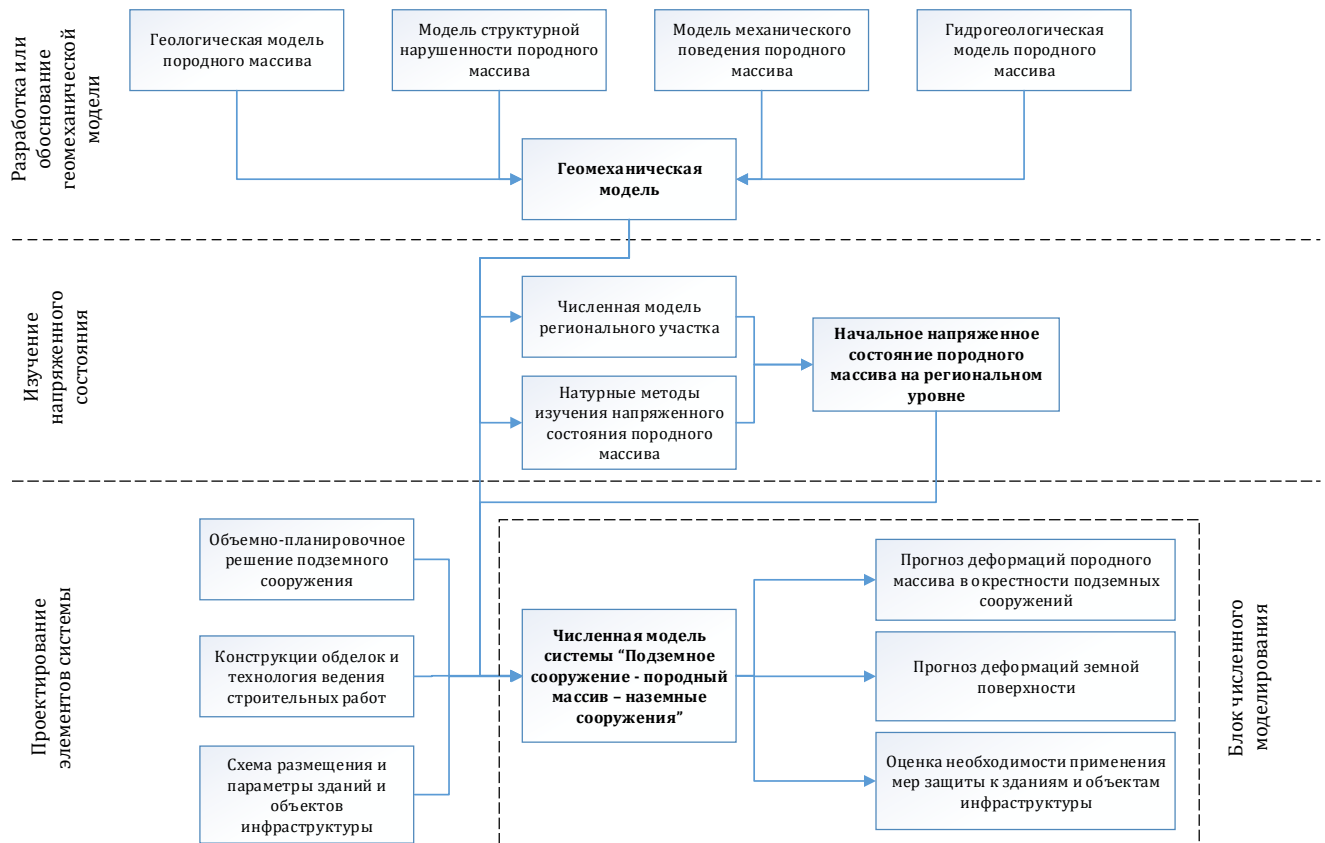 Разработка или
обоснование
геомеханической
модели
Геологическая модель
породного массива
Модель структурной
нарушенности породного
массива
Модель механического
поведения породного
массива
Гидрогеологическая
модель породного
массива
Геомеханическая
модель
Изучение
напряженного
состояния
Численная модель
регионального участка
Натурные методы
изучения напряженного
состояния породного
массива
Начальное напряженное
состояние породного
массива на региональном
уровне
Проектирование
элементов системы
Объемно-планировочное
решение подземного
сооружения
Конструкции обделок и
технология ведения
строительных работ
Схема размещения и
параметры зданий и
объектов
инфраструктуры
Численная модель
системы “Подземное
сооружение - породный
массив – наземные
сооружения”
Прогноз деформаций породного
массива в окрестности подземных
сооружений
Прогноз деформаций земной
поверхности
Оценка необходимости применения
мер защиты к зданиям и объектам
инфраструктуры
Блок численного
моделирования